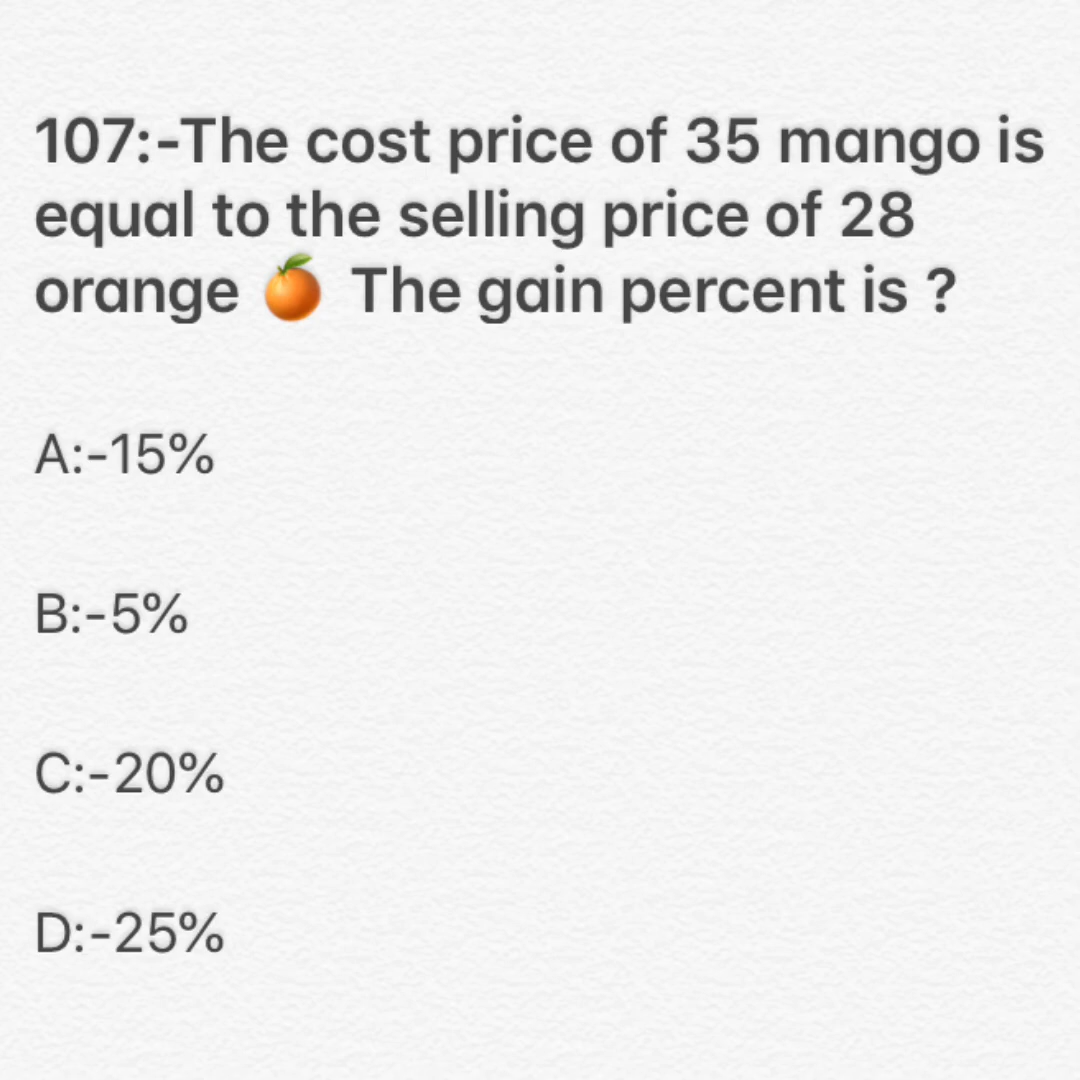 107:-The cost price of 35 mango is
equal to the selling price of 28
orange 🍊 The gain percent is ?
A:-15%
B:-5%
C:-20%
D:-25%